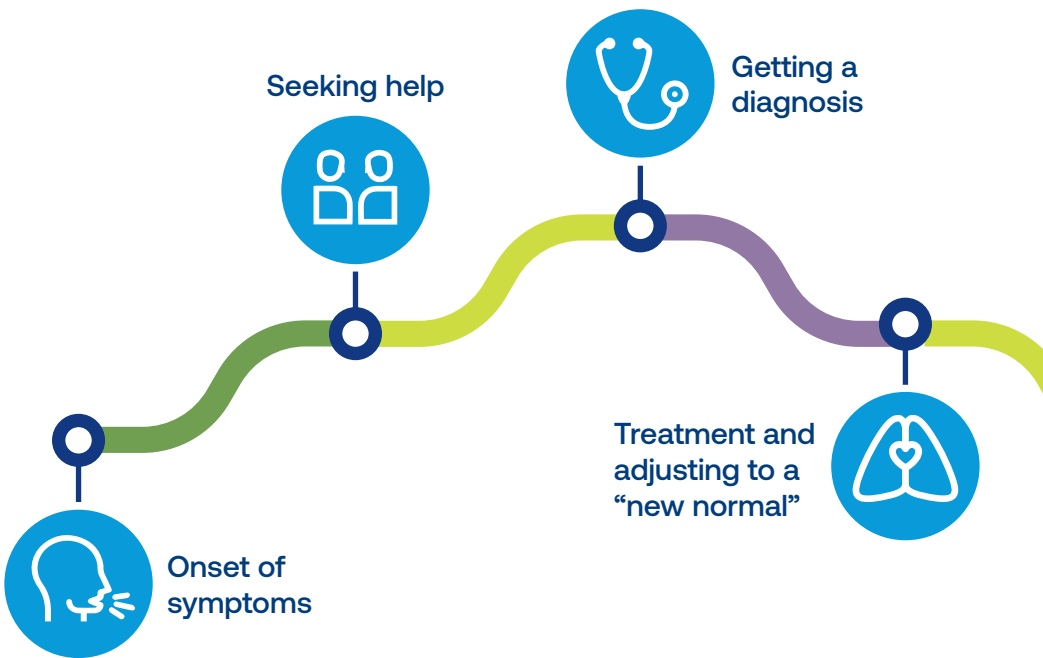 Seeking help
Getting a
diagnosis
Treatment and
adjusting to a
“new normal”
Onset of
symptoms